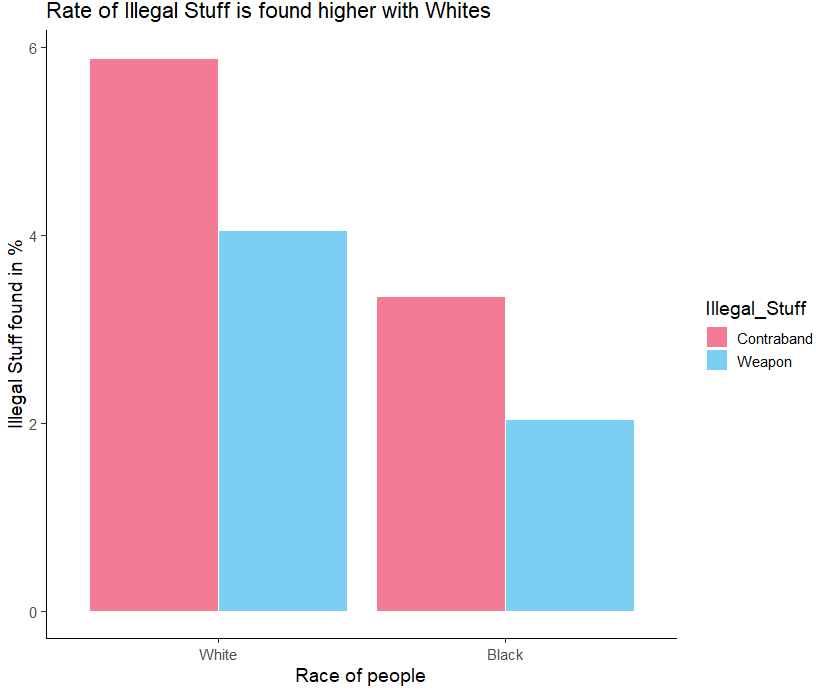 Rate of Illegal Stuff is found higher with Whites
6
4
2
0
Illegal Stuff found in %
White
Black
Race of people
Illegal_Stuff
Contraband
Weapon